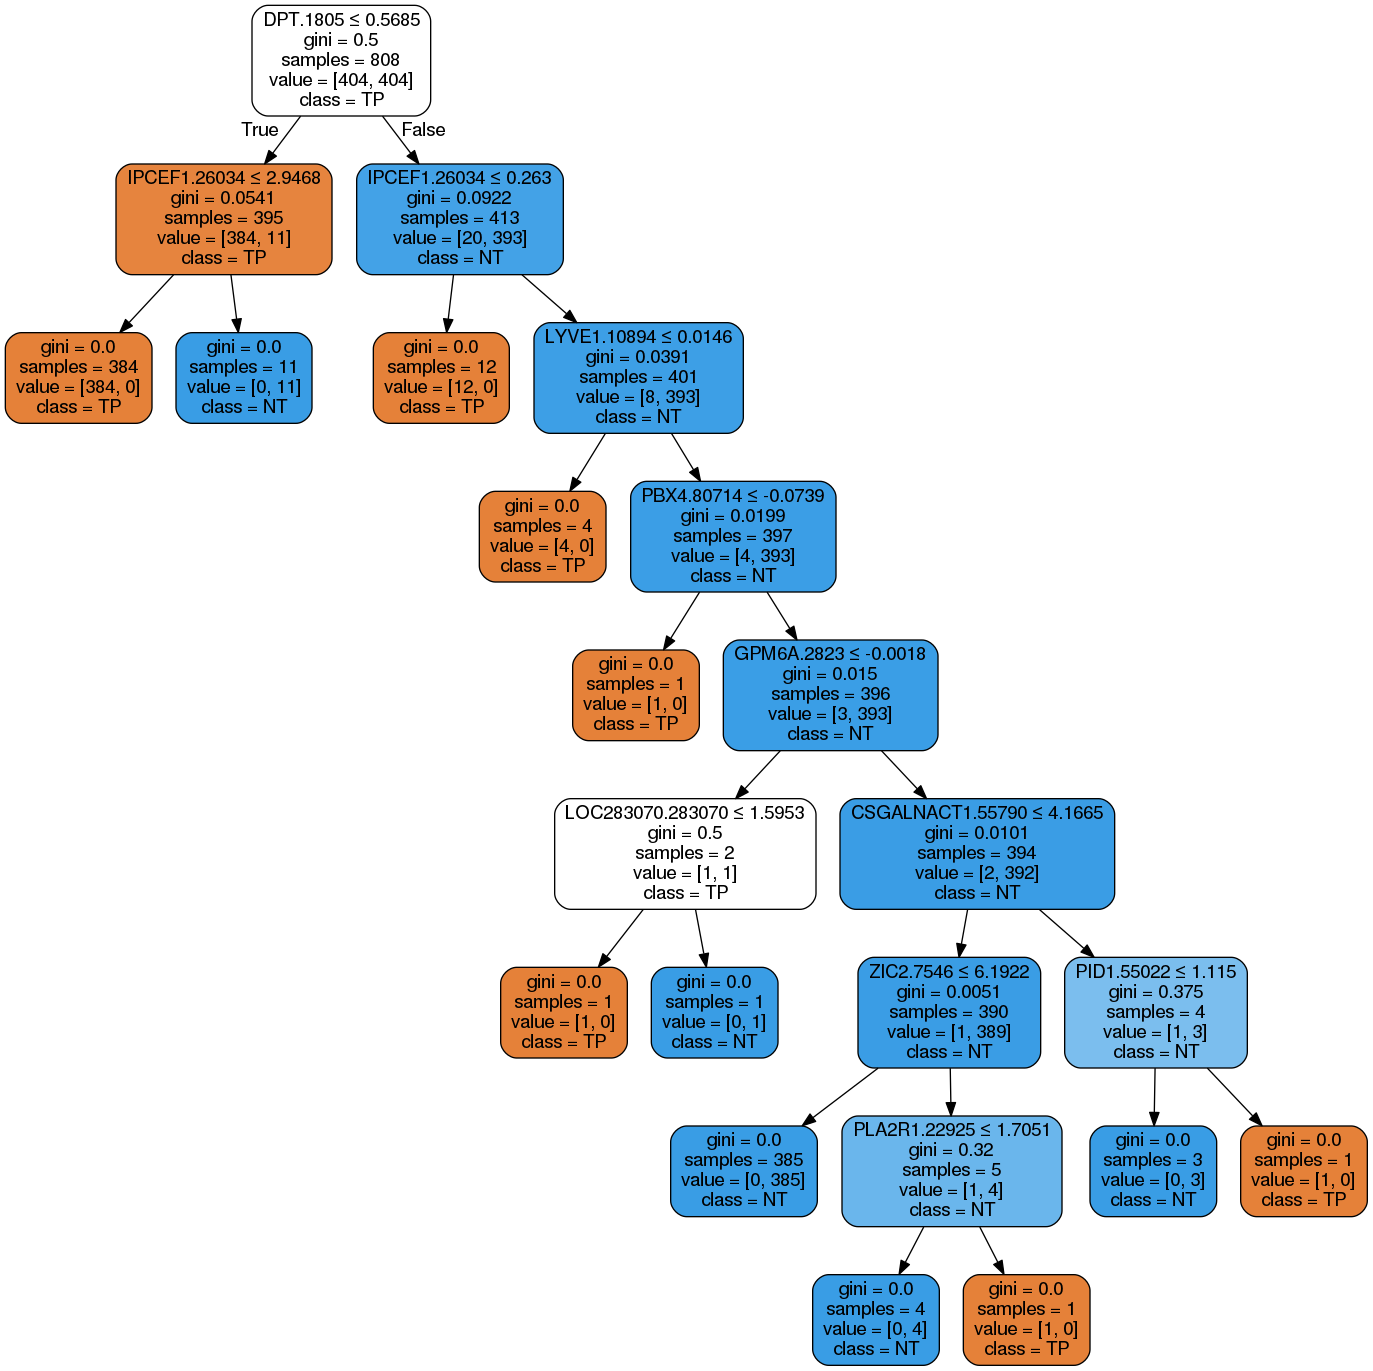 DPT.1805 ≤ 0.5685
gini = 0.5
samples = 808
value = [404, 404]
class = TP
True
False
IPCEF1.26034 ≤ 2.9468
gini = 0.0541
samples = 395
value = [384, 11]
class = TP
IPCEF1.26034 ≤ 0.263
gini = 0.0922
samples = 413
value = [20, 393]
class = NT
gini = 0.0
samples = 384
value = [384, 0]
class = TP
gini = 0.0
samples = 11
value = [0, 11]
class = NT
gini = 0.0
samples = 12
value = [12, 0]
class = TP
LYVE1.10894 ≤ 0.0146
gini = 0.0391
samples = 401
value = [8, 393]
class = NT
gini = 0.0
samples = 4
value = [4, 0]
class = TP
PBX4.80714 ≤ -0.0739
gini = 0.0199
samples = 397
value = [4, 393]
class = NT
gini = 0.0
samples = 1
value = [1, 0]
class = TP
GPM6A.2823 ≤ -0.0018
gini = 0.015
samples = 396
value = [3, 393]
class = NT
LOC283070.283070 ≤ 1.5953
gini = 0.5
samples = 2
value = [1, 1]
class = TP
CSGALNACT1.55790 ≤ 4.1665
gini = 0.0101
samples = 394
value = [2, 392]
class = NT
gini = 0.0
samples = 1
value = [1, 0]
class = TP
gini = 0.0
samples = 1
value = [0, 1]
class = NT
ZIC2.7546 ≤ 6.1922
gini = 0.0051
samples = 390
value = [1, 389]
class = NT
PID1.55022 ≤ 1.115
gini = 0.375
samples = 4
value = [1, 3]
class = NT
gini = 0.0
samples = 385
value = [0, 385]
class = NT
PLA2R1.22925 ≤ 1.7051
gini = 0.32
samples = 5
value = [1, 4]
class = NT
gini = 0.0
samples = 3
value = [0, 3]
class = NT
gini = 0.0
samples = 1
value = [1, 0]
class = TP
gini = 0.0
samples = 4
value = [0, 4]
class = NT
gini = 0.0
samples = 1
value = [1, 0]
class = TP